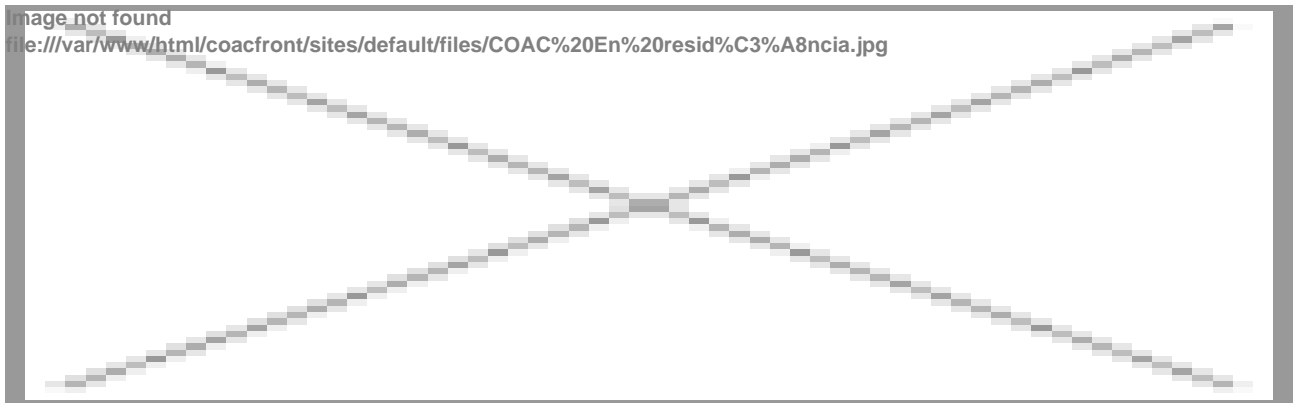 Image not found
file:///var/www/html/coacfront/sites/default/files/COAC%20En%20resid%C3%A8ncia.jpg